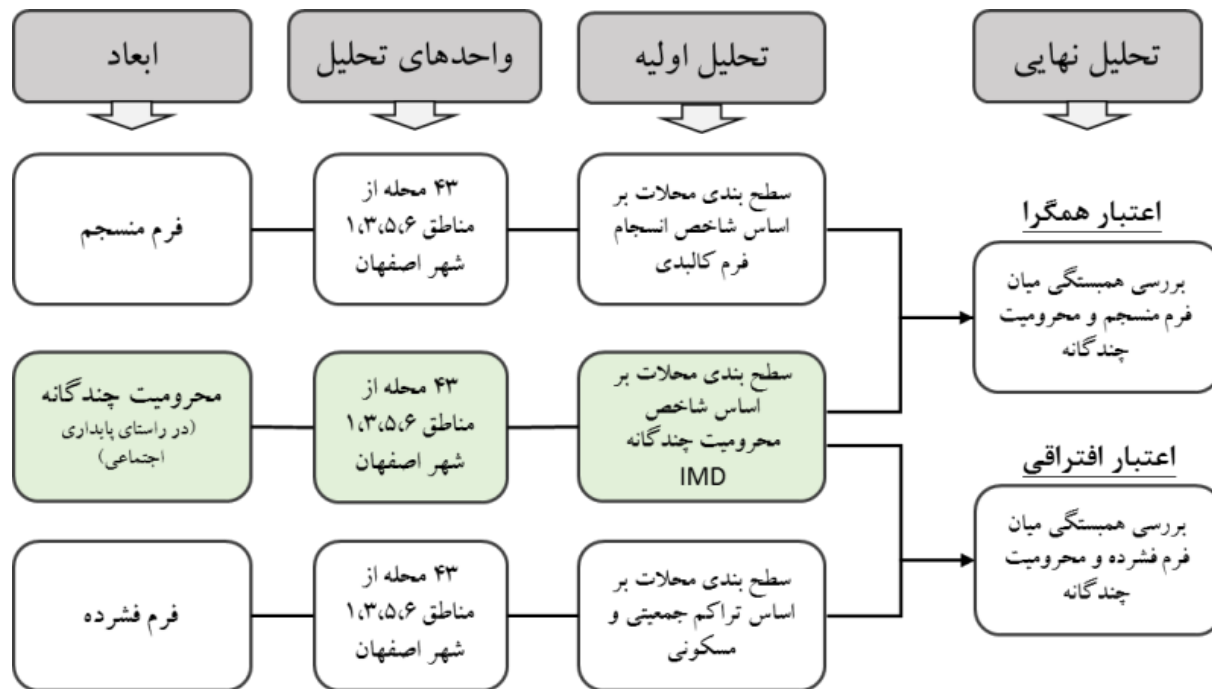 ابعاد
واحدهای تحلیل
تحلیل اولیه
تحلیل نهایی
فرم منسجم
۴۳ محله از
مناطق ۱،۳،۵،۶
شهر اصفهان
سطح بندی محلات بر
اساس شاخص انسجام
فرم کالبدی
اعتبار همگرا
بررسی همبستگی میان
فرم منسجم و محرومیت
چندگانه
محرومیت چندگانه
(در راستای پایداری
اجتماعی)
۴۳ محله از
مناطق ۱،۳،۵،۶
شهر اصفهان
سطح بندی محلات بر
اساس شاخص
محرومیت چندگانه
IMD
اعتبار افتراقی
بررسی همبستگی میان
فرم فشرده و محرومیت
چندگانه
فرم فشرده
۴۳ محله از
مناطق ۱،۳،۵،۶
شهر اصفهان
سطح بندی محلات بر
اساس تراکم جمعیتی و
مسکونی